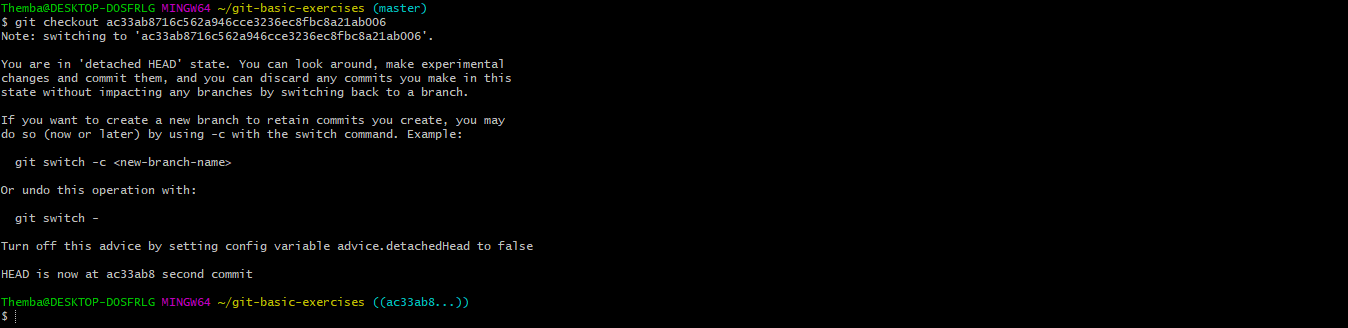 Themba@DESKTOP-DOSFRLG MINGW64 ~/git-basic-exercises (master)
$ git checkout ac33ab8716c562a946cce3236ec8fbc8a21ab006
Note: switching to 'ac33ab8716c562a946cce3236ec8fbc8a21ab006'.
You are in 'detached HEAD' state. You can look around, make experimental
changes and commit them, and you can discard any commits you make in this
state without impacting any branches by switching back to a branch.
If you want to create a new branch to retain commits you create, you may
do so (now or later) by using -c with the switch command. Example:
git switch -c <new-branch-name>
Or undo this operation with:
git switch -
Turn off this advice by setting config variable advice.detachedHead to false
HEAD is now at ac33ab8 second commit
Themba@DESKTOP-DOSFRLG MINGW64 ~/git-basic-exercises ((ac33ab8...))
$